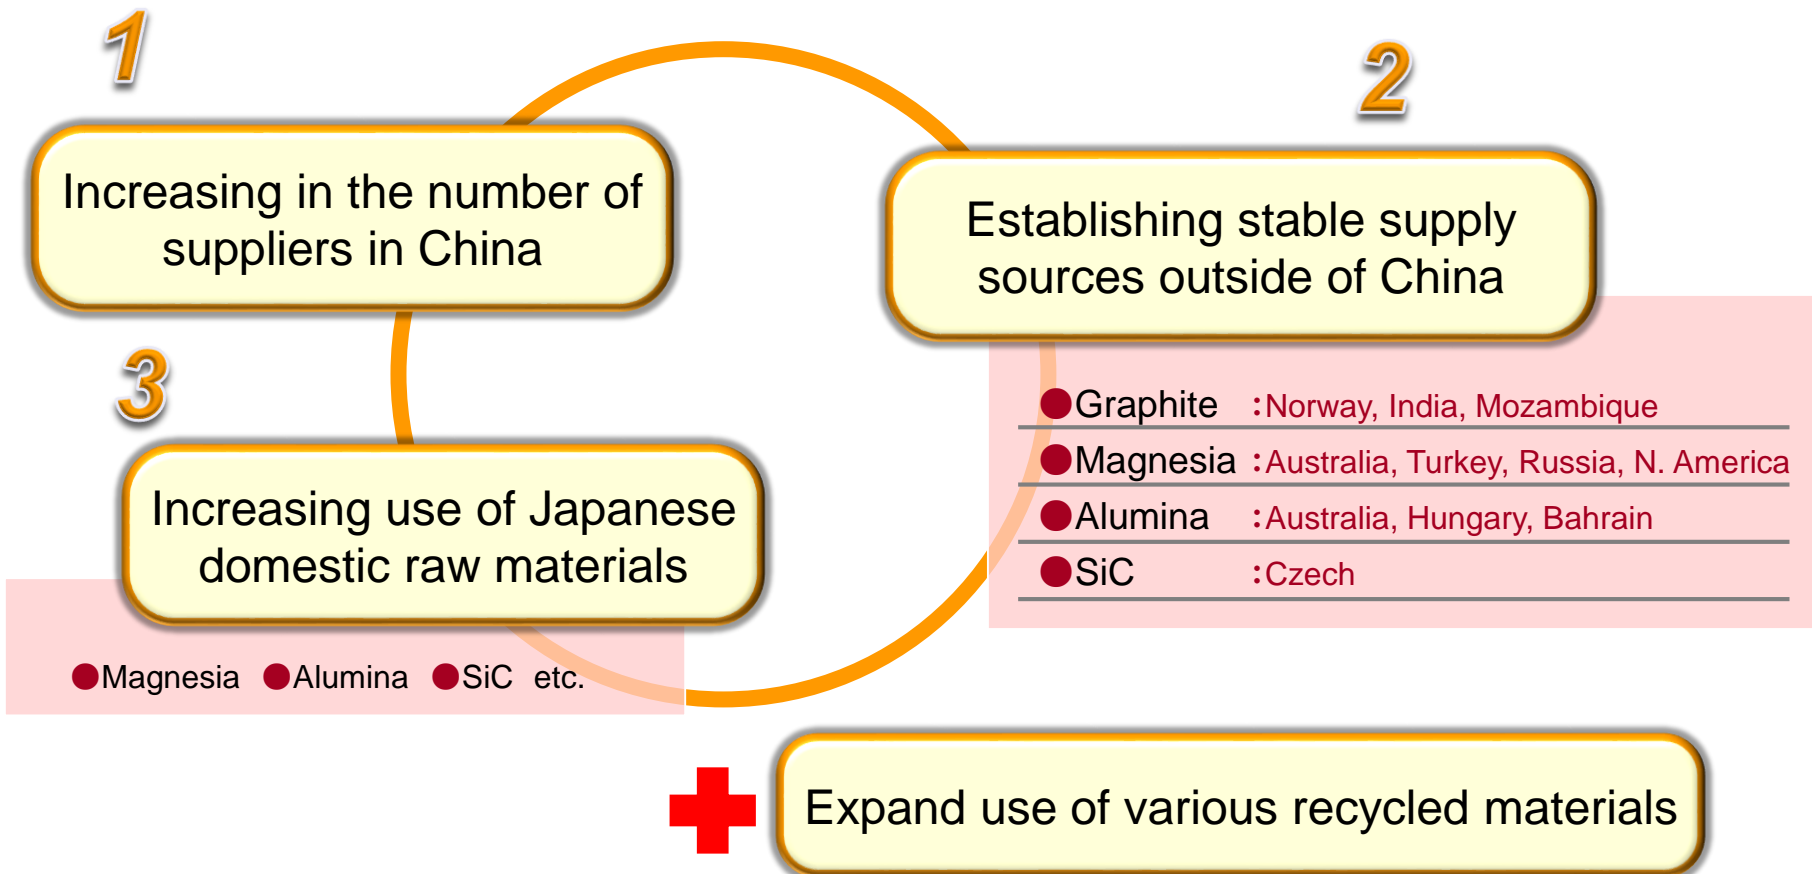 1
Increasing in the number of
suppliers in China
2
Establishing stable supply
sources outside of China
●Graphite :Norway, India, Mozambique
●Magnesia :Australia, Turkey, Russia, N. America
●Alumina :Australia, Hungary, Bahrain
●SiC :Czech
3
Increasing use of Japanese
domestic raw materials
●Magnesia ●Alumina ●SiC etc.
Expand use of various recycled materials